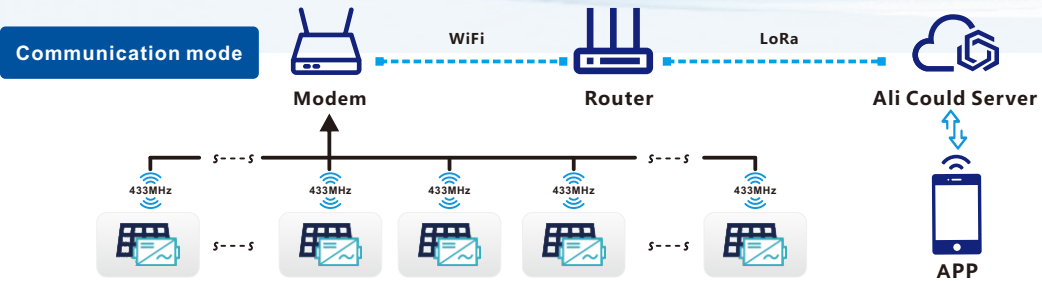 Communication mode
WiFi
LoRa
Modem
Router
Ali Could Server
433MHz
433MHz
433MHz
433MHz
433MHz
APP